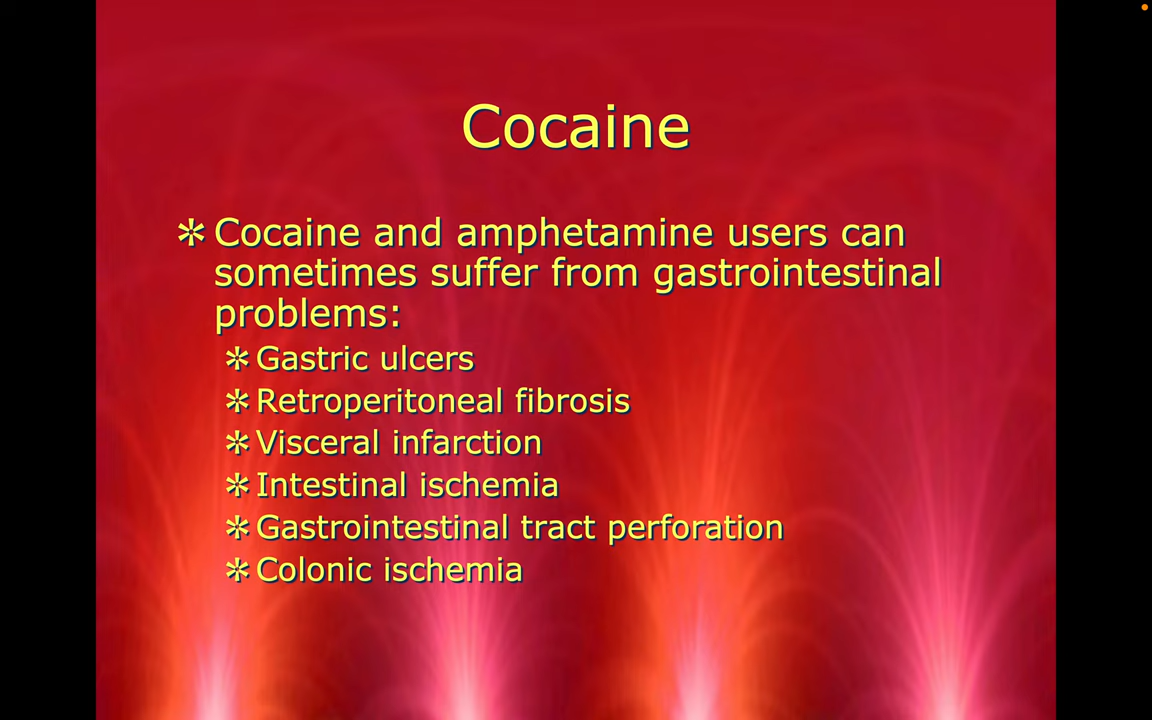 Cocaine
* Cocaine and amphetamine users can
sometimes suffer from gastrointestinal
problems:
* Gastric ulcers
* Retroperitoneal fibrosis
* Visceral infarction
* Intestinal ischemia
* Gastrointestinal tract perforation
* Colonic ischemia